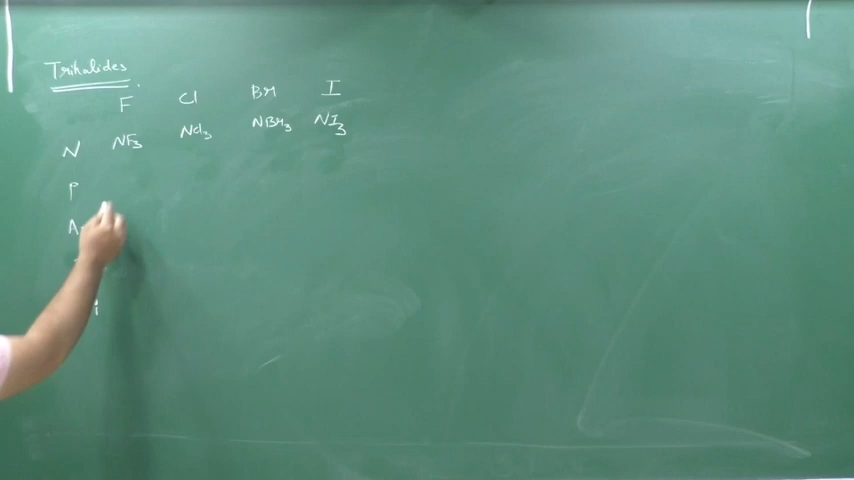 Trihalides
F Cl Br I
N NF3 NCl3 NBr3 NI3
P
A
i